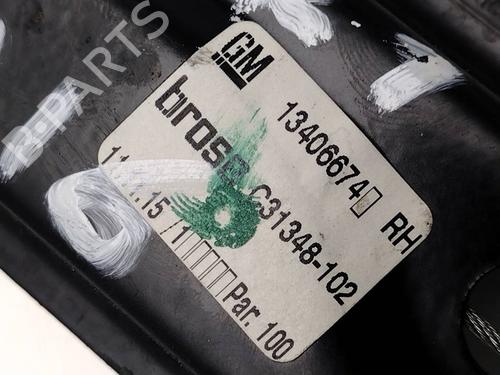 GM
brose
13406674 RH
C31348-102
Par. 100
B-PARTS